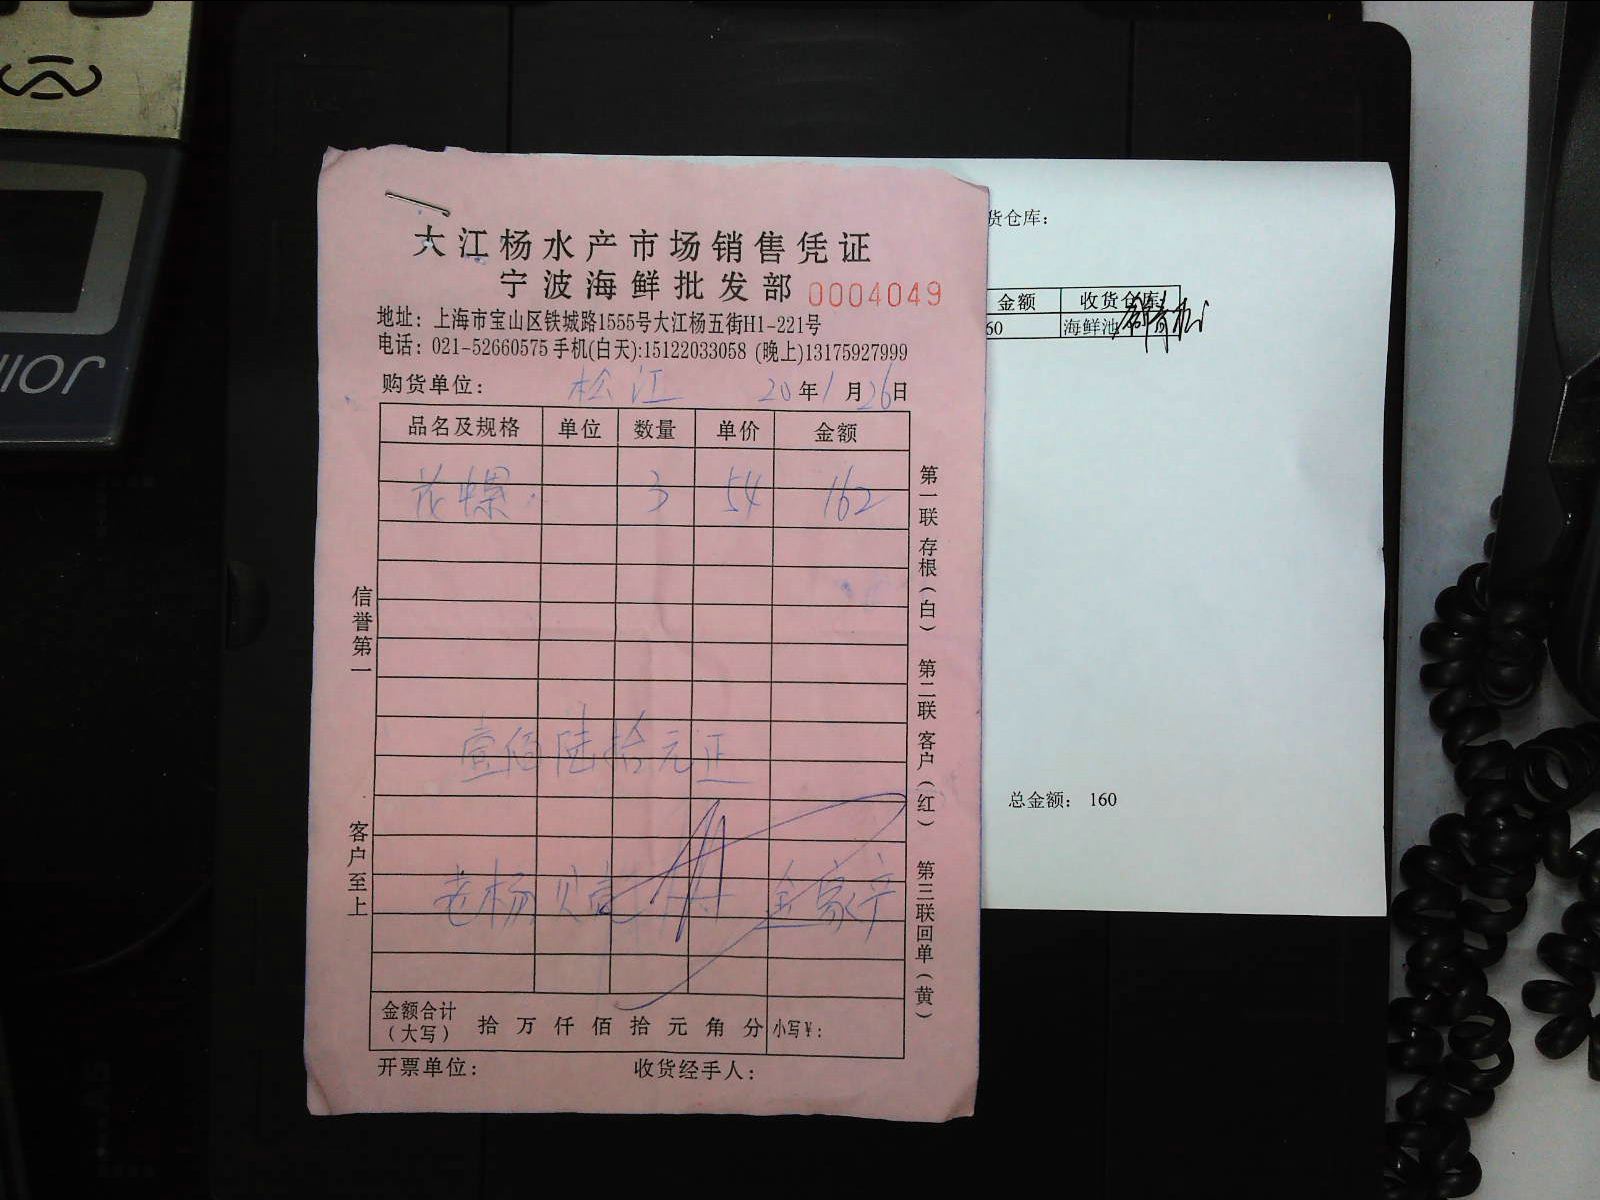 大江杨水产市场销售凭证
宁波海鲜批发部 0004049
地址：上海市宝山区铁城路1555号大江杨五街H1-221号
电话：021-52660575 手机(白天):15122033058 (晚上)13175927999
购货单位： 松江 20年1月26日
品名及规格 单位 数量 单价 金额
花螺 3 54 162
壹佰陆拾元正
老杨贝壳
金额合计（大写） 拾 万 仟 佰 拾 元 角 分 小写¥：
开票单位： 收货经手人：
信誉第一 客户至上
第一联存根（白） 第二联客户（红） 第三联回单（黄）
货仓库：
金额 收货仓库
60 海鲜池
总金额： 160
JOIN